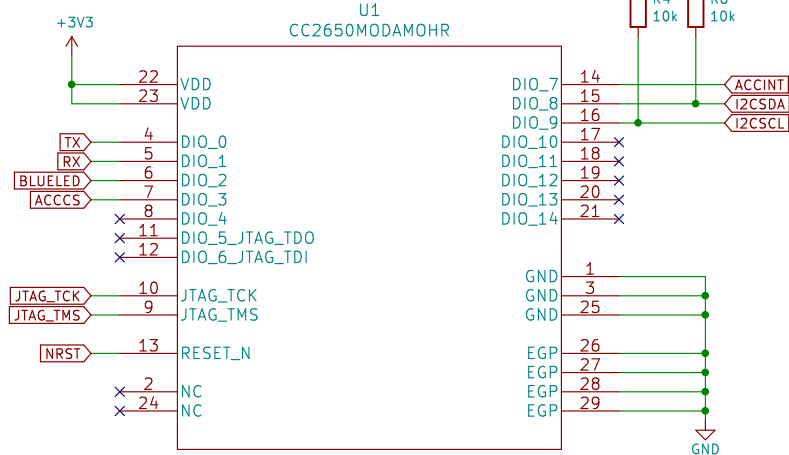 U1
CC2650MODAMOHR
+3V3
10k
10k
22 VDD
23 VDD
TX 4 DIO_0
RX 5 DIO_1
BLUELED 6 DIO_2
ACCCS 7 DIO_3
8 DIO_4
11 DIO_5_JTAG_TDO
12 DIO_6_JTAG_TDI
JTAG_TCK 10 JTAG_TCK
JTAG_TMS 9 JTAG_TMS
NRST 13 RESET_N
2 NC
24 NC
DIO_7 14 ACCINT
DIO_8 15 I2CSDA
DIO_9 16 I2CSCL
DIO_10 17
DIO_11 18
DIO_12 19
DIO_13 20
DIO_14 21
GND 1
GND 3
GND 25
EGP 26
EGP 27
EGP 28
EGP 29
GND